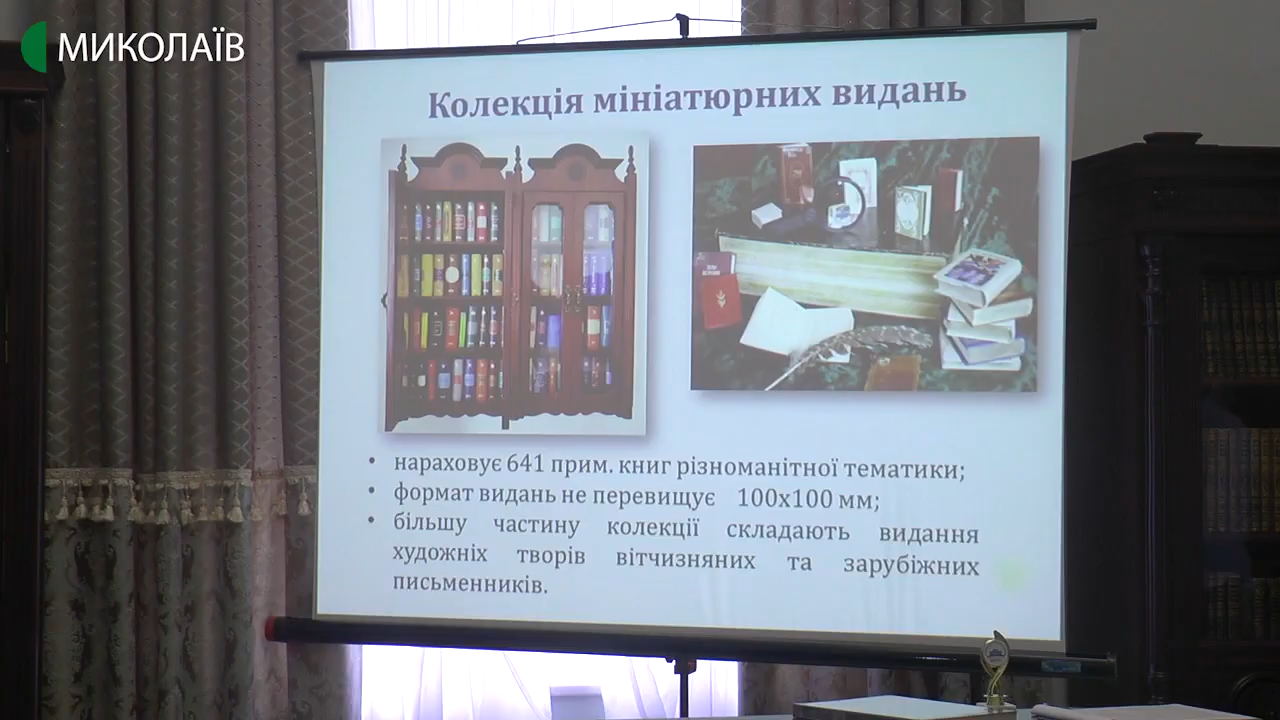 МИКОЛАЇВ
Колекція мініатюрних видань
• нараховує 641 прим. книг різноманітної тематики;
• формат видань не перевищує 100х100 мм;
• більшу частину колекції складають видання
художніх творів вітчизняних та зарубіжних
письменників.